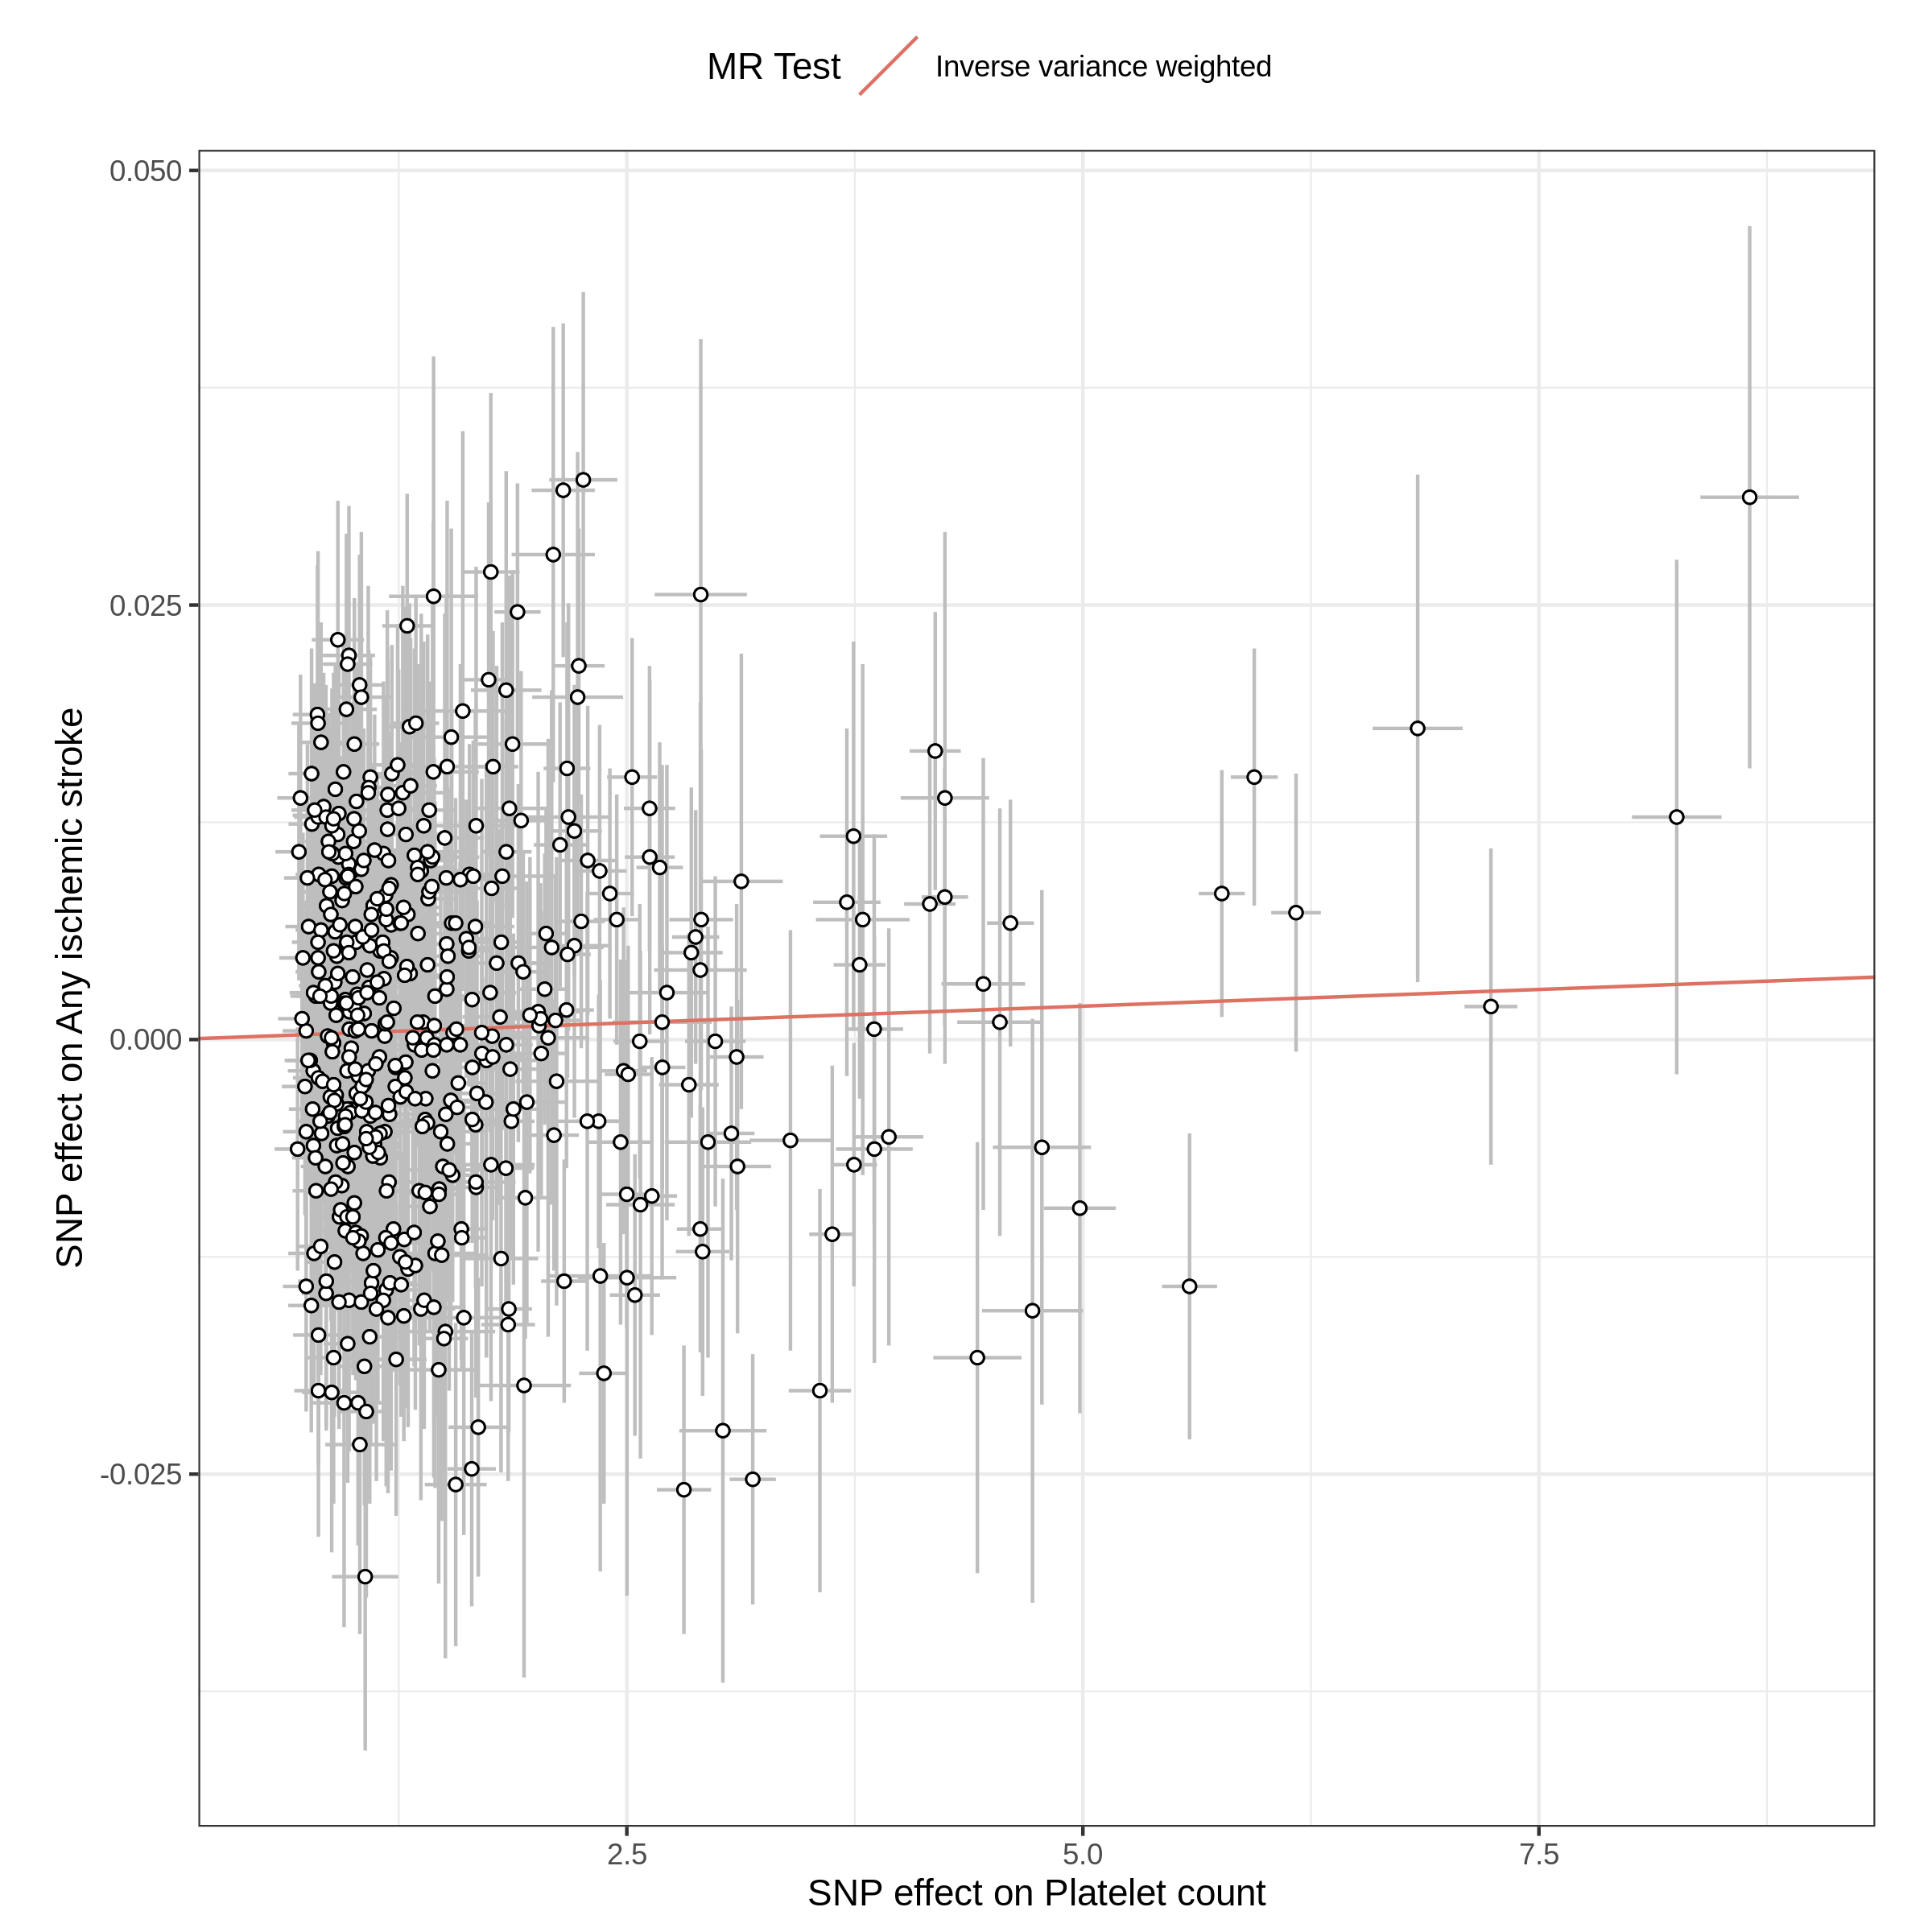 MR Test Inverse variance weighted
0.050
0.025
0.000
-0.025
SNP effect on Any ischemic stroke
2.5 5.0 7.5
SNP effect on Platelet count